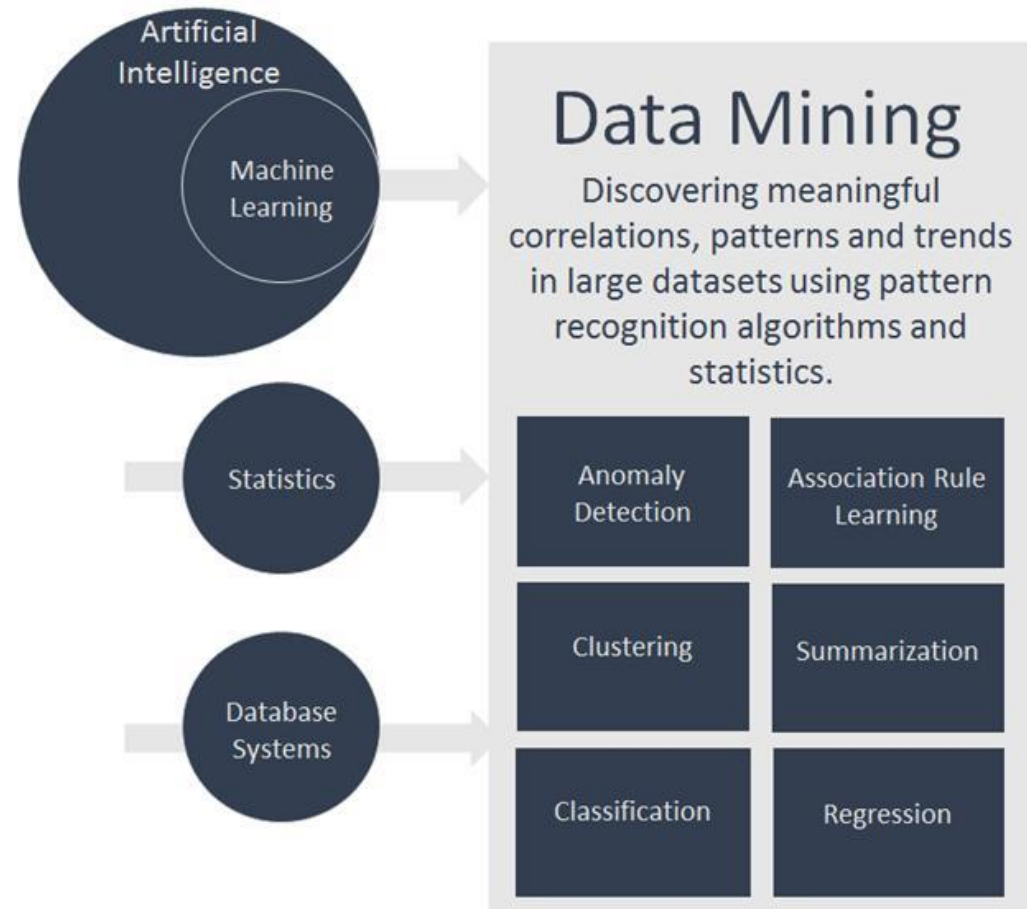 Artificial
Intelligence
Machine
Learning
Statistics
Database
Systems
Data Mining
Discovering meaningful
correlations, patterns and trends
in large datasets using pattern
recognition algorithms and
statistics.
Anomaly
Detection
Association Rule
Learning
Clustering
Summarization
Classification
Regression